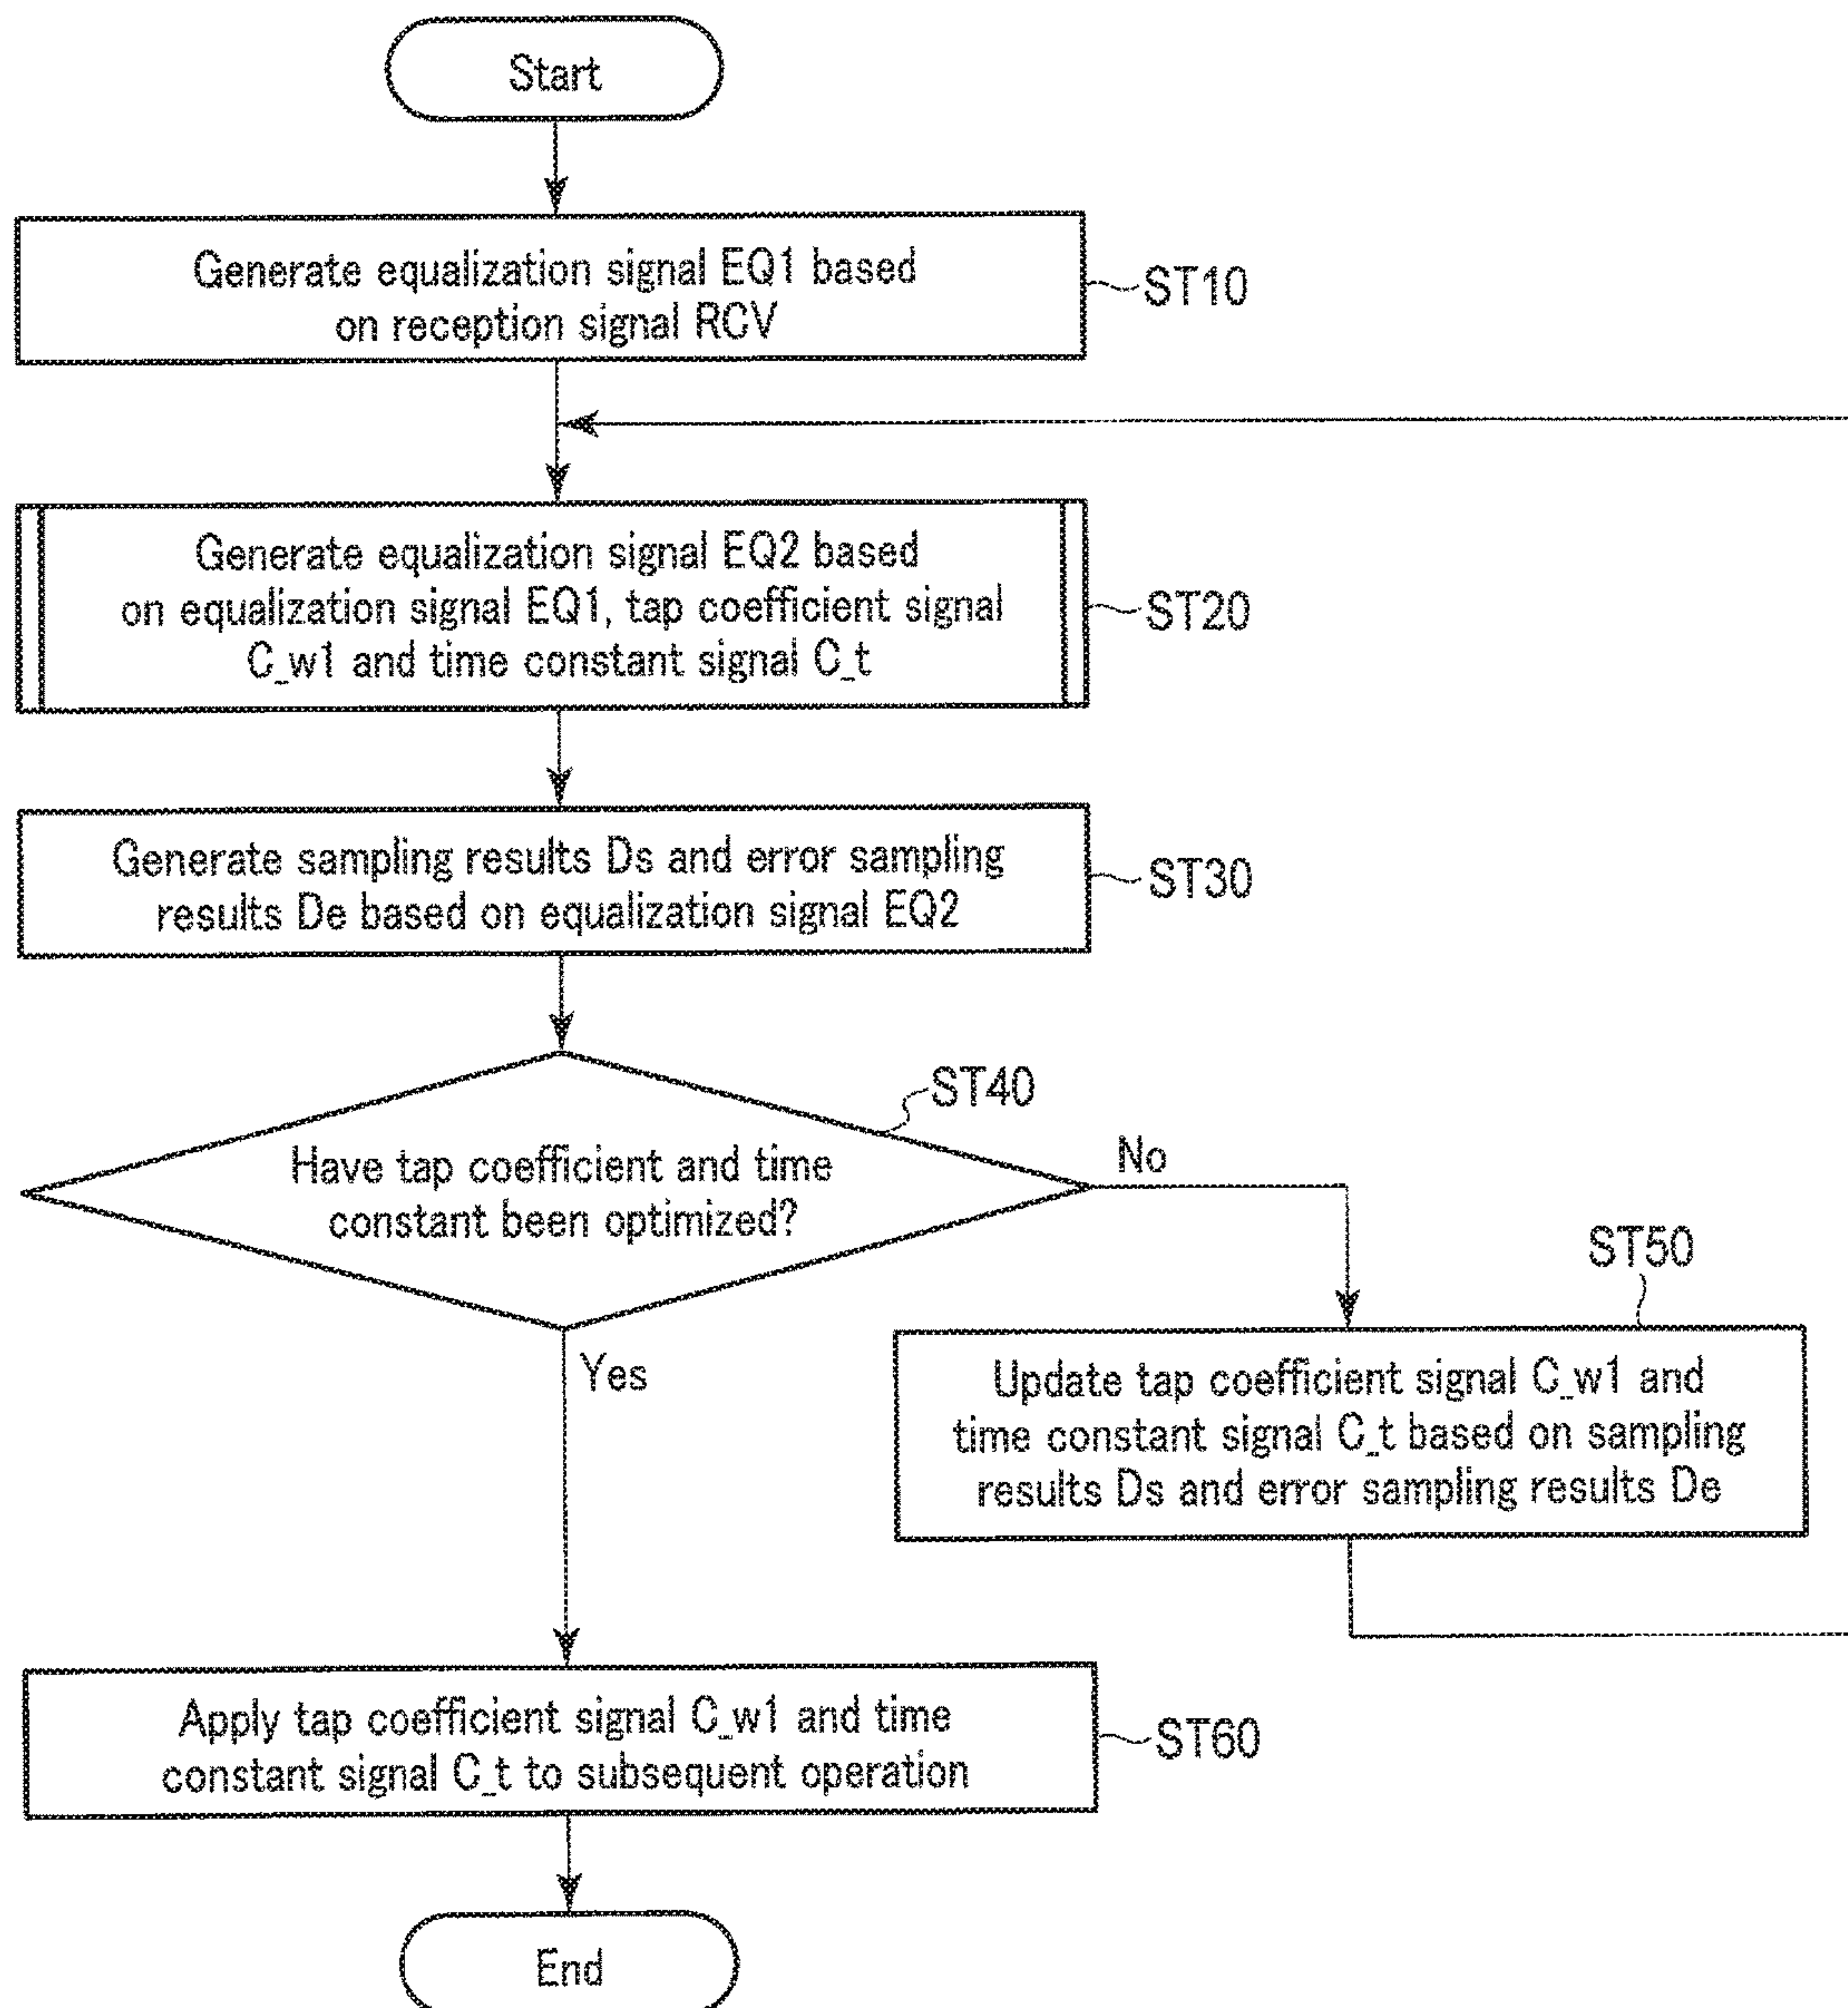 Start
Generate equalization signal EQ1 based
on reception signal RCV
ST10
Generate equalization signal EQ2 based
on equalization signal EQ1, tap coefficient signal
C_w1 and time constant signal C_t
ST20
Generate sampling results Ds and error sampling
results De based on equalization signal EQ2
ST30
ST40
Have tap coefficient and time
constant been optimized?
No
Yes
ST50
Update tap coefficient signal C_w1 and
time constant signal C_t based on sampling
results Ds and error sampling results De
Apply tap coefficient signal C_w1 and time
constant signal C_t to subsequent operation
ST60
End